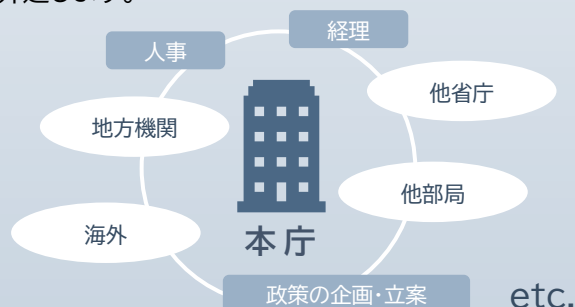 経理
人事
他省庁
地方機関
他部局
海外
本庁
政策の企画・立案
etc.